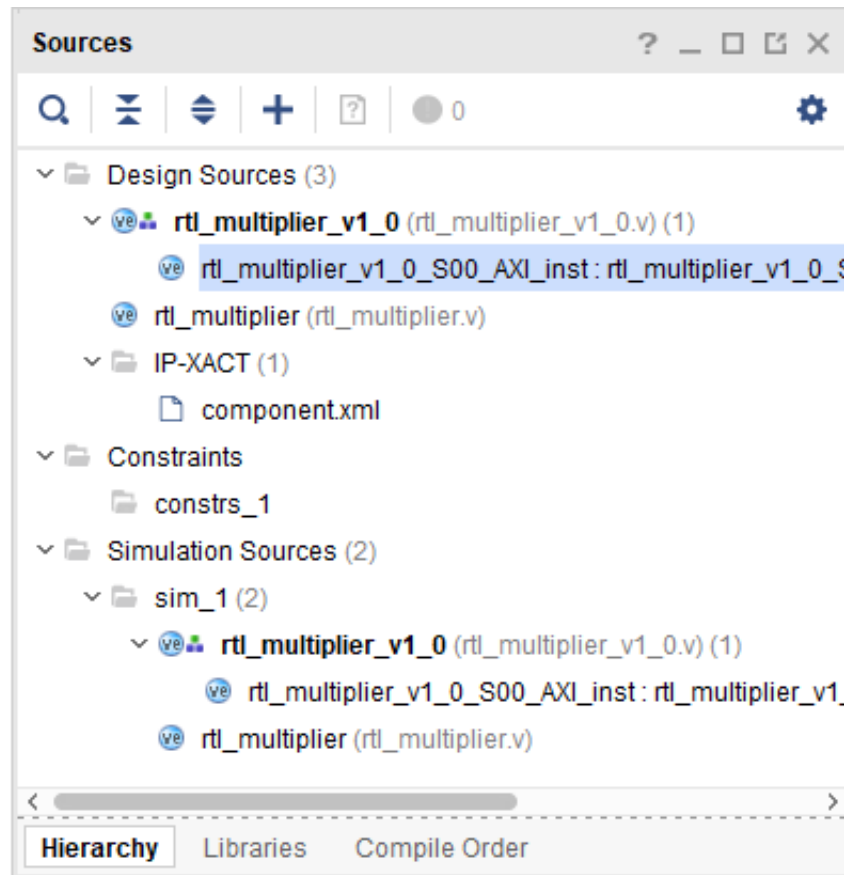 Sources
0
Design Sources (3)
rtl_multiplier_v1_0 (rtl_multiplier_v1_0.v) (1)
rtl_multiplier_v1_0_S00_AXI_inst : rtl_multiplier_v1_0_S
rtl_multiplier (rtl_multiplier.v)
IP-XACT (1)
component.xml
Constraints
constrs_1
Simulation Sources (2)
sim_1 (2)
rtl_multiplier_v1_0 (rtl_multiplier_v1_0.v) (1)
rtl_multiplier_v1_0_S00_AXI_inst : rtl_multiplier_v1_
rtl_multiplier (rtl_multiplier.v)
Hierarchy Libraries Compile Order